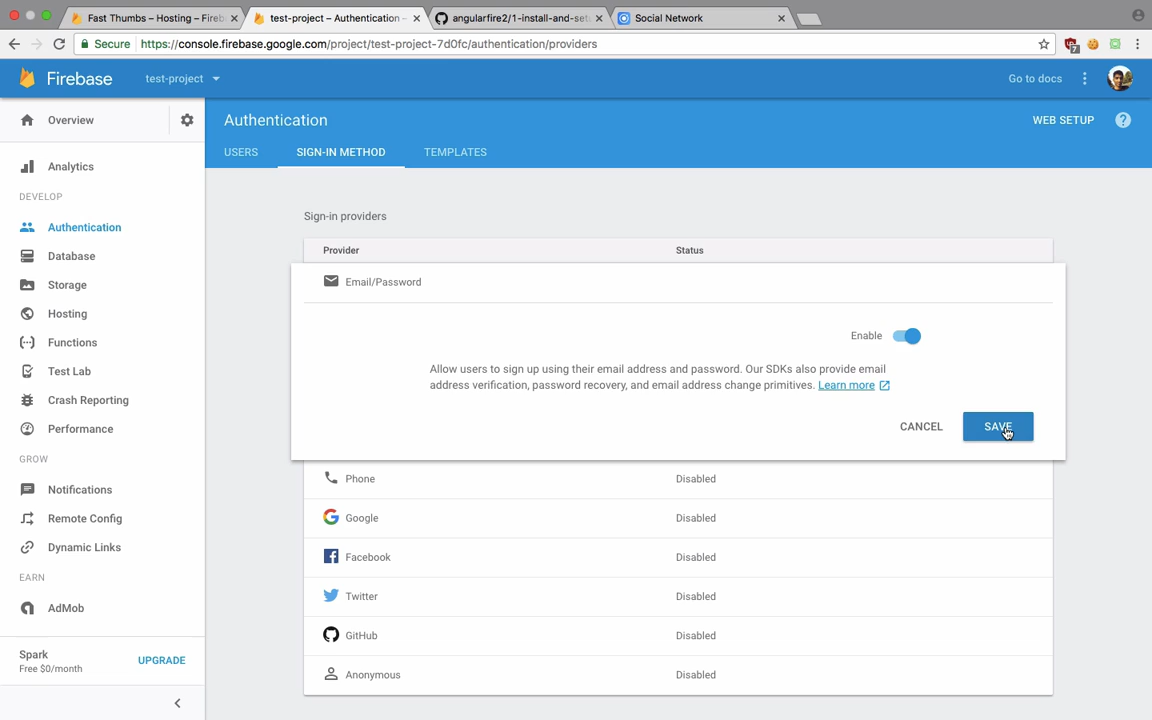 Fast Thumbs – Hosting – Fireb
test-project – Authentication –
angularfire2/1-install-and-set
Social Network
Secure
https://console.firebase.google.com/project/test-project-7d0fc/authentication/providers
7
Firebase
test-project
Go to docs
Overview
Authentication
WEB SETUP
?
USERS
SIGN-IN METHOD
TEMPLATES
Analytics
DEVELOP
Authentication
Database
Storage
Hosting
Functions
Test Lab
Crash Reporting
Performance
GROW
Notifications
Remote Config
Dynamic Links
EARN
AdMob
Spark
Free $0/month
UPGRADE
Sign-in providers
Provider Status
Email/Password
Enable
Allow users to sign up using their email address and password. Our SDKs also provide email
address verification, password recovery, and email address change primitives. Learn more
CANCEL SAVE
Phone Disabled
Google Disabled
Facebook Disabled
Twitter Disabled
GitHub Disabled
Anonymous Disabled